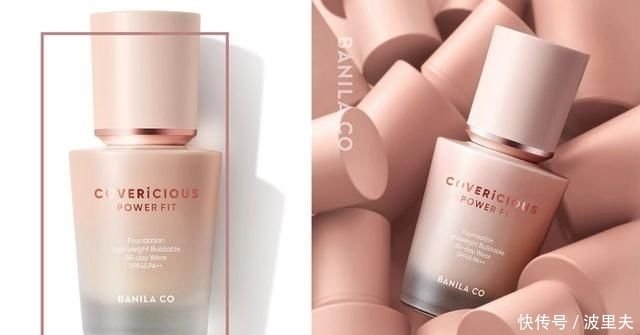 COVERiCIOUS
POWER FIT
Foundation
Lightweight Buildable
All-day Wear
SPF45 PA++
BANILA CO
BANILA CO
COVERiCIOUS
POWER FIT
Foundation
Lightweight Buildable
All-day Wear
SPF45 PA++
BANILA CO
快传号 / 波里夫